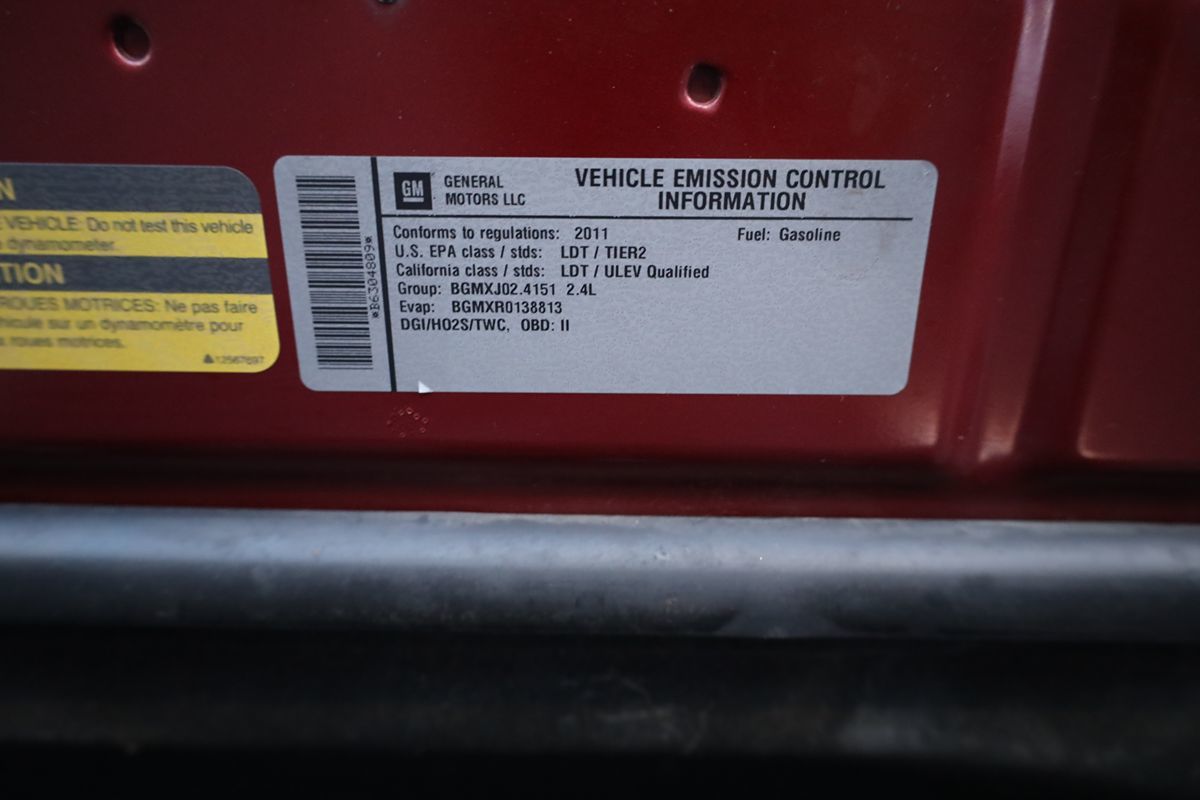 N
VEHICLE: Do not test this vehicle
dynamometer.
TION
ROUES MOTRICES: Ne pas faire
sur un dynamomètre pour
roues motrices.
12567697
*B6304809*
GM
GENERAL
MOTORS LLC
VEHICLE EMISSION CONTROL
INFORMATION
Conforms to regulations: 2011 Fuel: Gasoline
U.S. EPA class / stds: LDT / TIER2
California class / stds: LDT / ULEV Qualified
Group: BGMXJ02.4151 2.4L
Evap: BGMXR0138813
DGI/HO2S/TWC, OBD: II